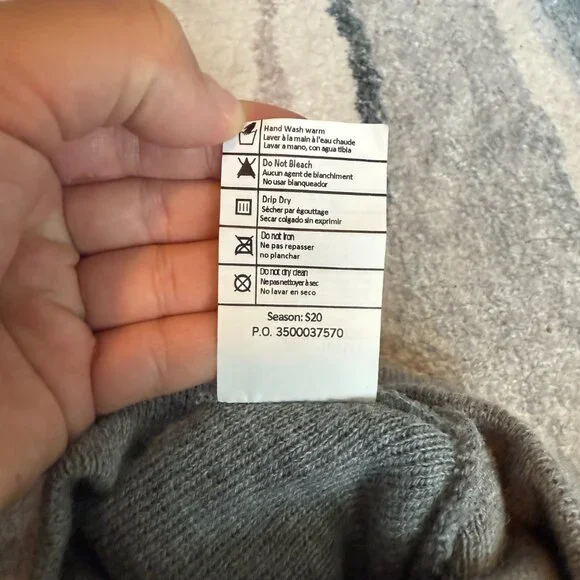 Hand Wash warm
Laver à la main à l'eau chaude
Lavar a mano, con agua tibia
Do Not Bleach
Aucun agent de blanchiment
No usar blanqueador
Drip Dry
Sécher par égouttage
Secar colgado sin exprimir
Do not Iron
Ne pas repasser
no planchar
Do not dry clean
Ne pas nettoyer à sec
No lavar en seco
Season: S20
P.O. 3500037570